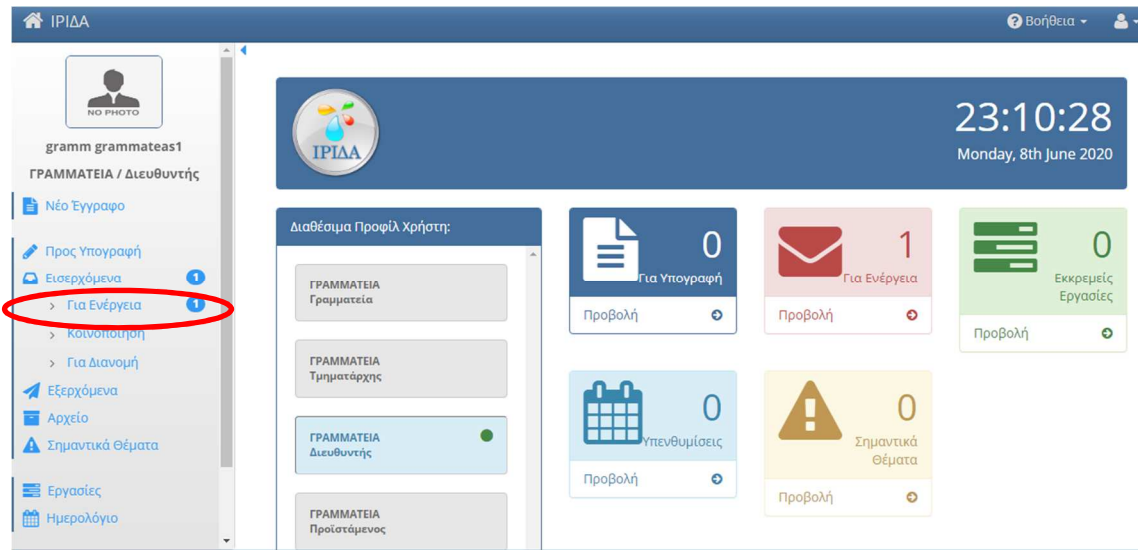 ΙΡΙΔΑ
Βοήθεια
NO PHOTO
gramm grammateas1
ΓΡΑΜΜΑΤΕΙΑ / Διευθυντής
Νέο Έγγραφο
Προς Υπογραφή
Εισερχόμενα 1
Για Ενέργεια 1
Κοινοποίηση
Για Διανομή
Εξερχόμενα
Αρχείο
Σημαντικά Θέματα
Εργασίες
Ημερολόγιο
ΙΡΙΔΑ
23:10:28
Monday, 8th June 2020
Διαθέσιμα Προφίλ Χρήστη:
ΓΡΑΜΜΑΤΕΙΑ
Γραμματεία
ΓΡΑΜΜΑΤΕΙΑ
Τμηματάρχης
ΓΡΑΜΜΑΤΕΙΑ
Διευθυντής
ΓΡΑΜΜΑΤΕΙΑ
Προϊστάμενος
0
Για Υπογραφή
Προβολή
1
Για Ενέργεια
Προβολή
0
Εκκρεμείς
Εργασίες
Προβολή
0
Υπενθυμίσεις
Προβολή
0
Σημαντικά
Θέματα
Προβολή